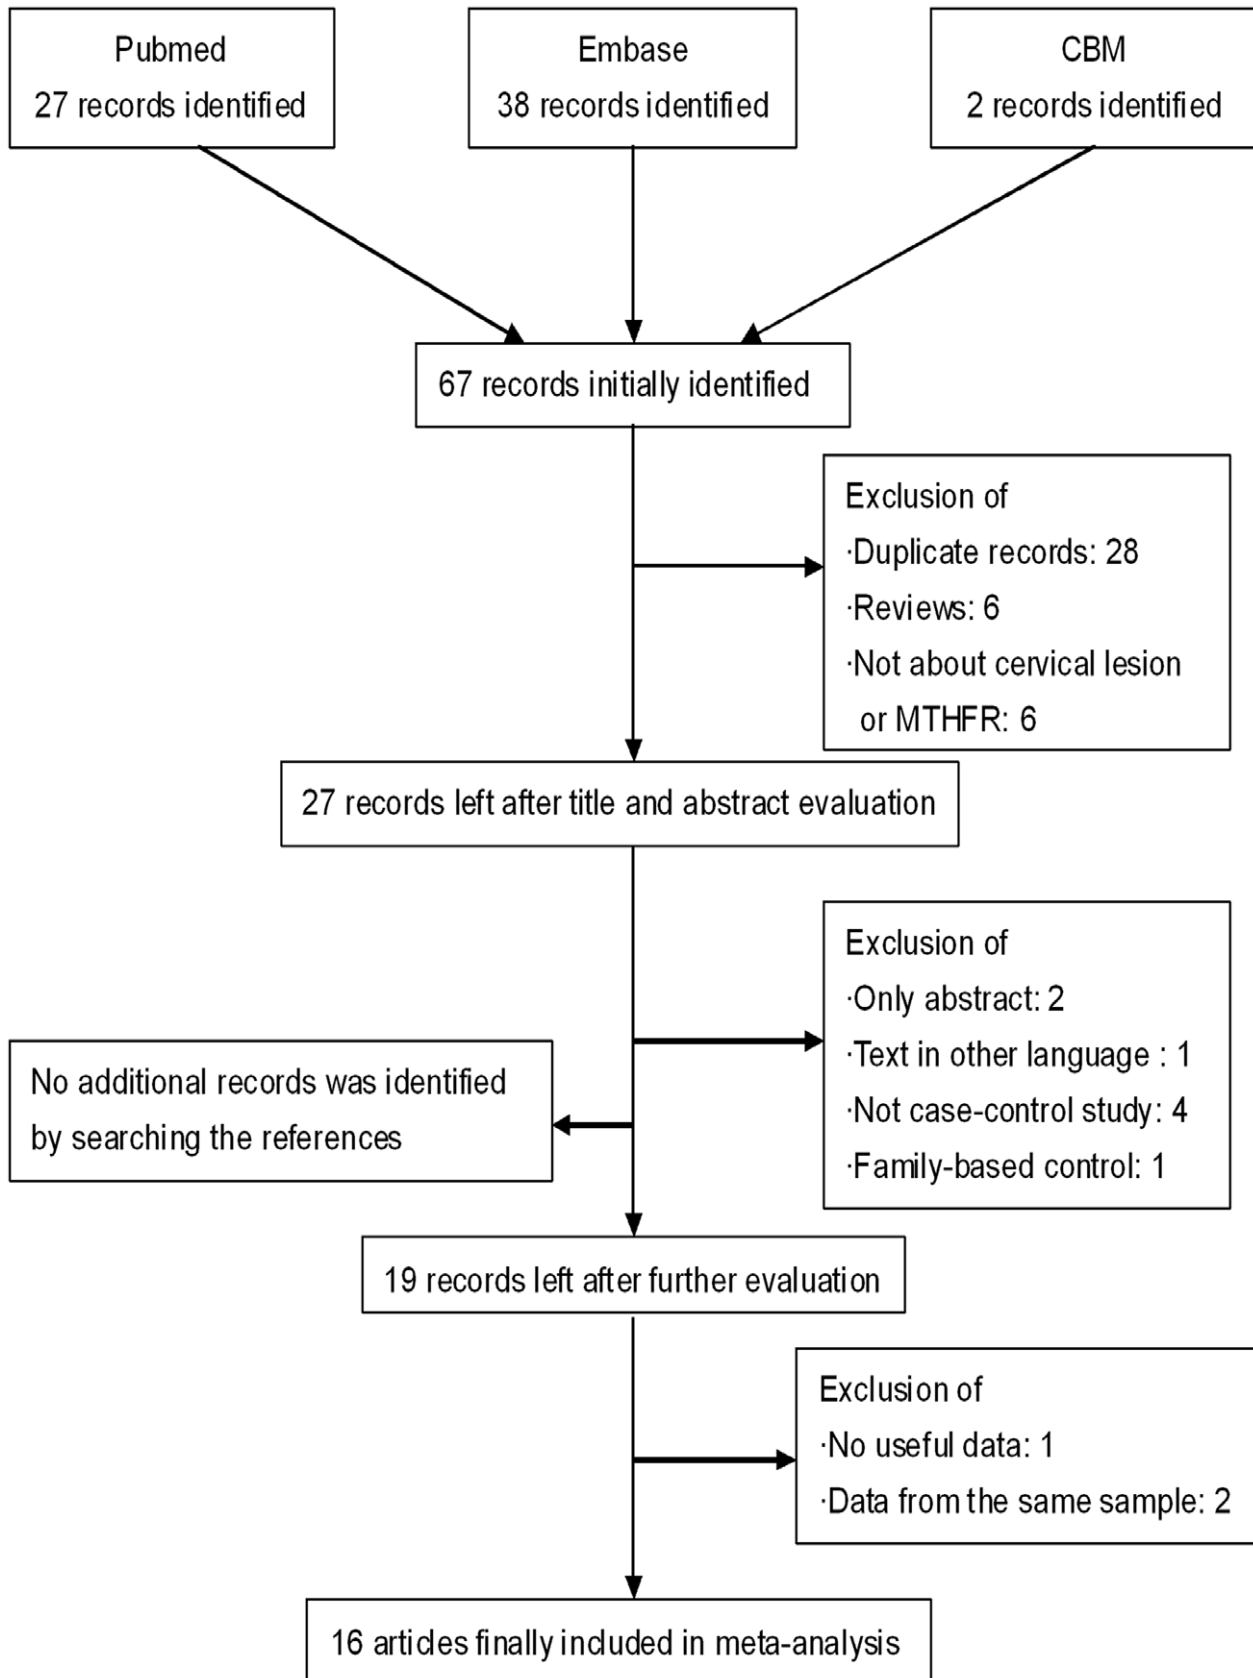 Pubmed
27 records identified
Embase
38 records identified
CBM
2 records identified
67 records initially identified
Exclusion of
·Duplicate records: 28
·Reviews: 6
·Not about cervical lesion
or MTHFR: 6
27 records left after title and abstract evaluation
Exclusion of
·Only abstract: 2
·Text in other language : 1
·Not case-control study: 4
·Family-based control: 1
No additional records was identified
by searching the references
19 records left after further evaluation
Exclusion of
·No useful data: 1
·Data from the same sample: 2
16 articles finally included in meta-analysis